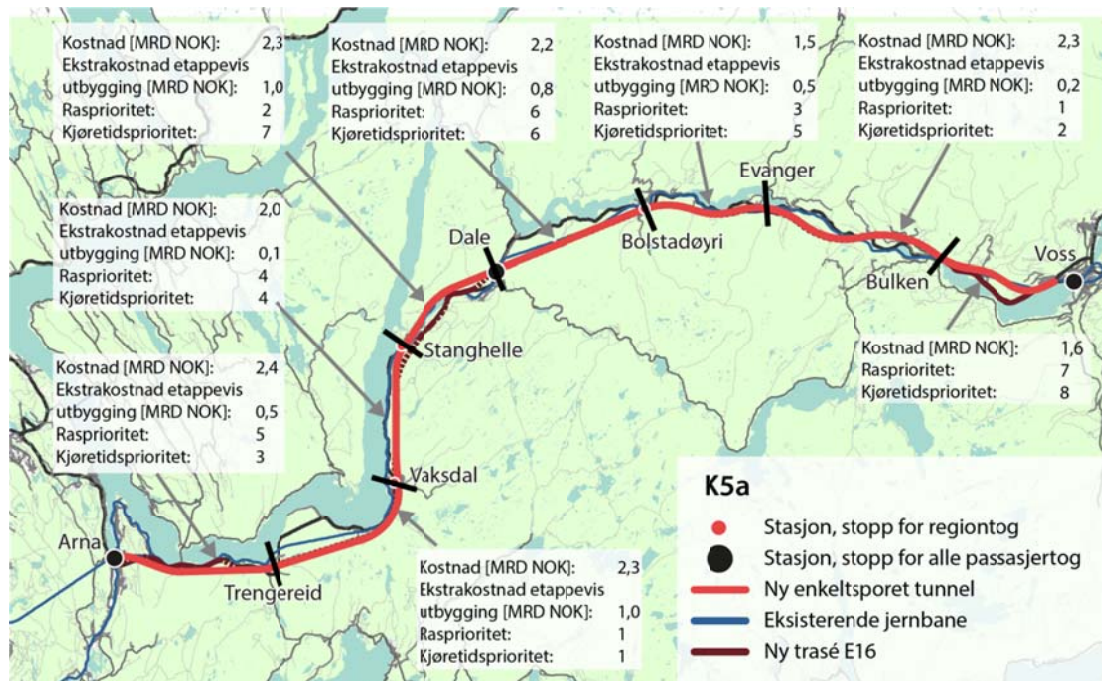 Kostnad [MRD NOK]: 2,3
Ekstrakostnad etappevis
utbygging [MRD NOK]: 1,0
Rasprioritet: 2
Kjøretidsprioritet: 7
Kostnad [MRD NOK]: 2,2
Ekstrakostnad etappevis
utbygging [MRD NOK]: 0,8
Rasprioritet: 6
Kjøretidsprioritet: 6
Kostnad [MRD NOK]: 1,5
Ekstrakostnad etappevis
utbygging [MRD NOK]: 0,5
Rasprioritet: 3
Kjøretidsprioritet: 5
Kostnad [MRD NOK]: 2,3
Ekstrakostnad etappevis
utbygging [MRD NOK]: 0,2
Rasprioritet: 1
Kjøretidsprioritet: 2
Evanger
Kostnad [MRD NOK]: 2,0
Ekstrakostnad etappevis
utbygging [MRD NOK]: 0,1
Rasprioritet: 4
Kjøretidsprioritet: 4
Dale
Bolstadøyri
Voss
Bulken
Stanghelle
Kostnad [MRD NOK]: 1,6
Rasprioritet: 7
Kjøretidsprioritet: 8
Kostnad [MRD NOK]: 2,4
Ekstrakostnad etappevis
utbygging [MRD NOK]: 0,5
Rasprioritet: 5
Kjøretidsprioritet: 3
Vaksdal
Arna
Trengereid
Kostnad [MRD NOK]: 2,3
Ekstrakostnad etappevis
utbygging [MRD NOK]: 1,0
Rasprioritet: 1
Kjøretidsprioritet: 1
K5a
Stasjon, stopp for regiontog
Stasjon, stopp for alle passasjertog
Ny enkeltsporet tunnel
Eksisterende jernbane
Ny trasé E16